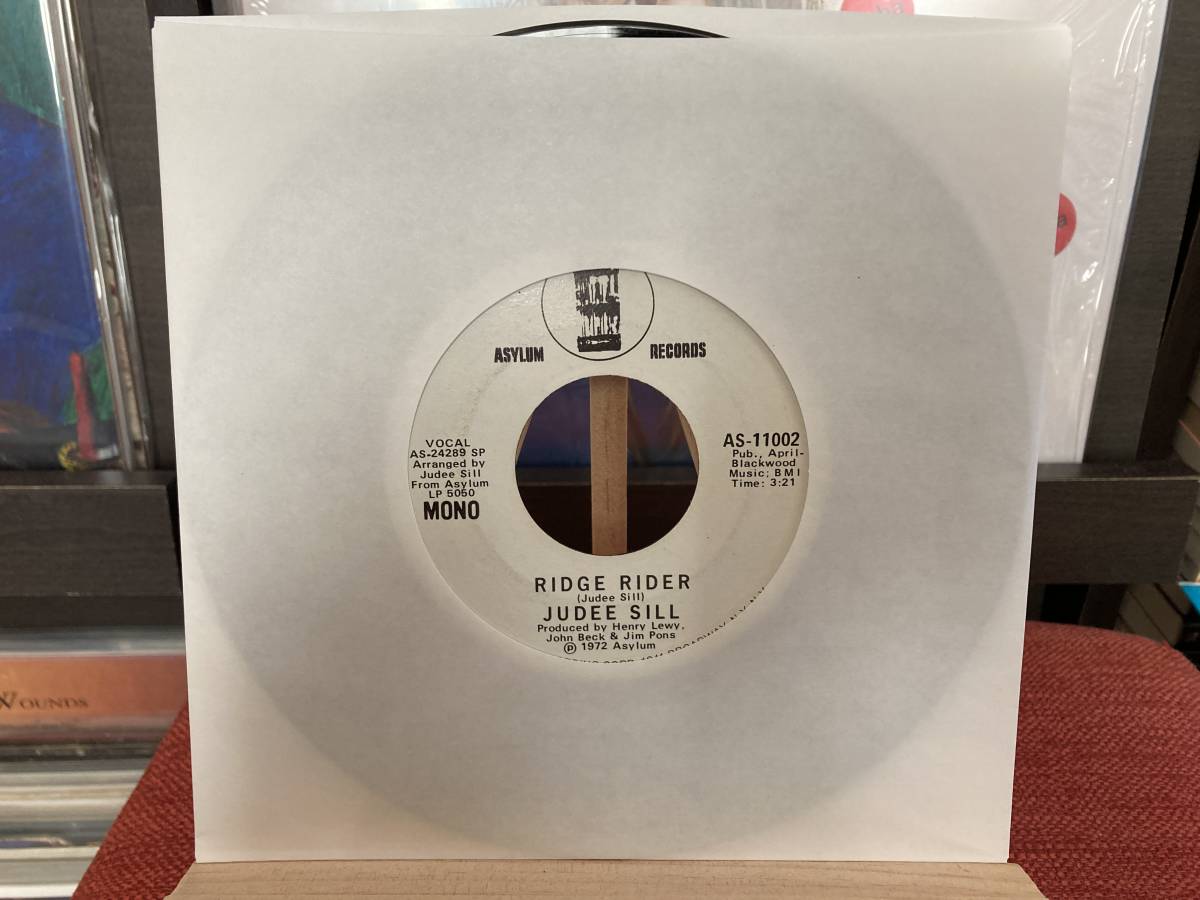 ASYLUM RECORDS
VOCAL
AS-24289 SP
Arranged by
Judee Sill
From Asylum
LP 5050
MONO
AS-11002
Pub., April-
Blackwood
Music; BMI
Time: 3:21
RIDGE RIDER
(Judee Sill)
JUDEE SILL
Produced by Henry Lewy,
John Beck & Jim Pons
Ⓟ 1972 Asylum
WOUNDS